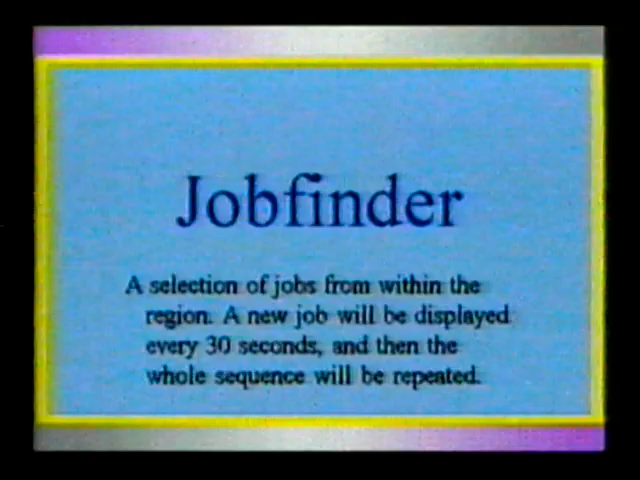 Jobfinder
A selection of jobs from within the
region. A new job will be displayed
every 30 seconds, and then the
whole sequence will be repeated.